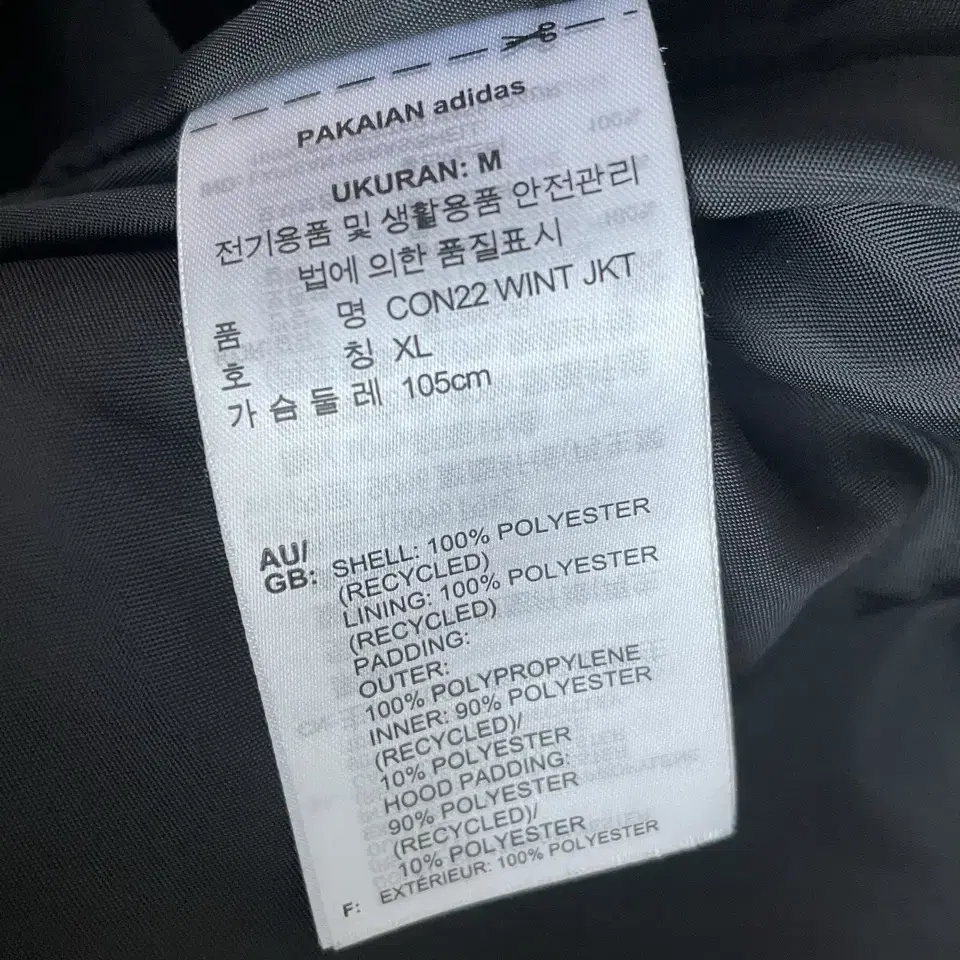 PAKAIAN adidas
UKURAN: M
전기용품 및 생활용품 안전관리
법에 의한 품질표시
품 명 CON22 WINT JKT
호 칭 XL
가 슴 둘 레 105cm
AU/
GB: SHELL: 100% POLYESTER
(RECYCLED)
LINING: 100% POLYESTER
(RECYCLED)
PADDING:
OUTER:
100% POLYPROPYLENE
INNER: 90% POLYESTER
(RECYCLED)/
10% POLYESTER
HOOD PADDING:
90% POLYESTER
(RECYCLED)/
10% POLYESTER
F: EXTÉRIEUR: 100% POLYESTER